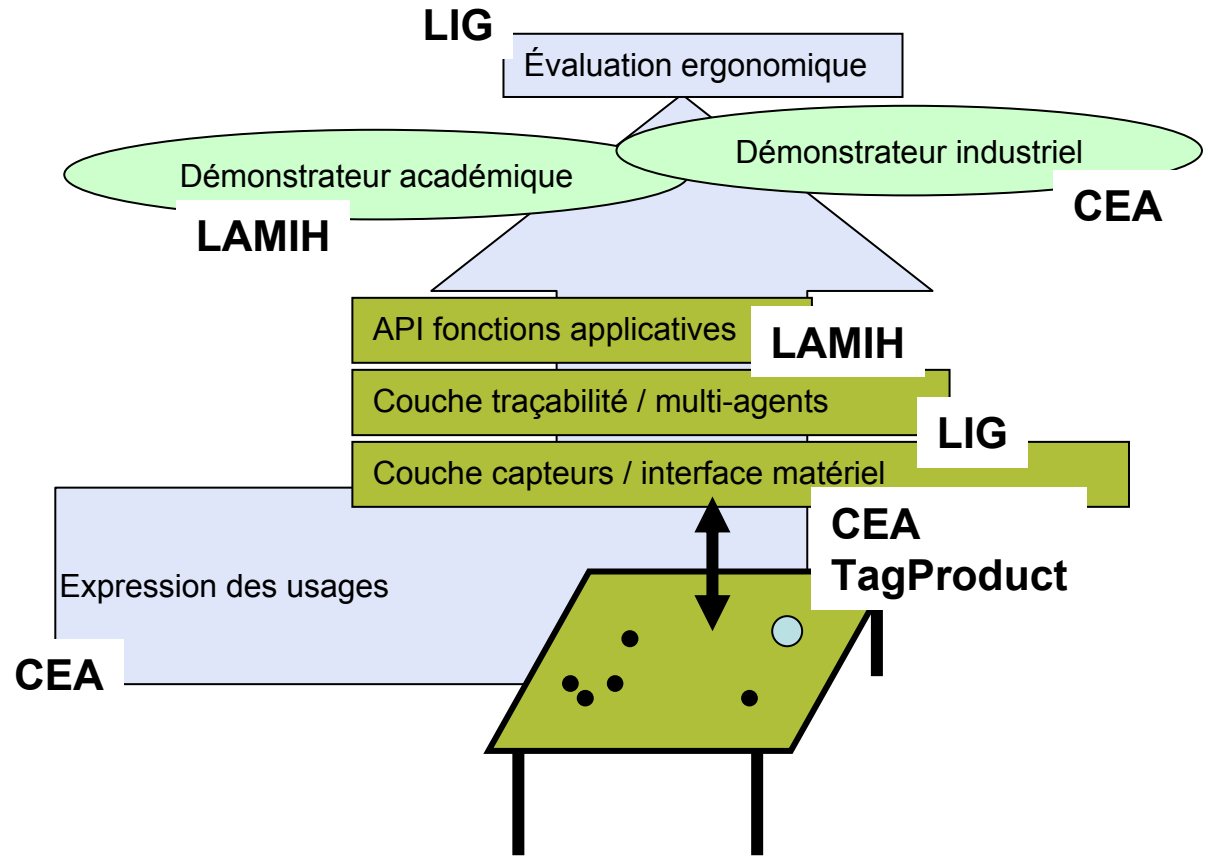 LIG
Évaluation ergonomique
Démonstrateur industriel
Démonstrateur académique
CEA
LAMIH
API fonctions applicatives
LAMIH
Couche traçabilité / multi-agents
LIG
Couche capteurs / interface matériel
CEA
TagProduct
Expression des usages
CEA